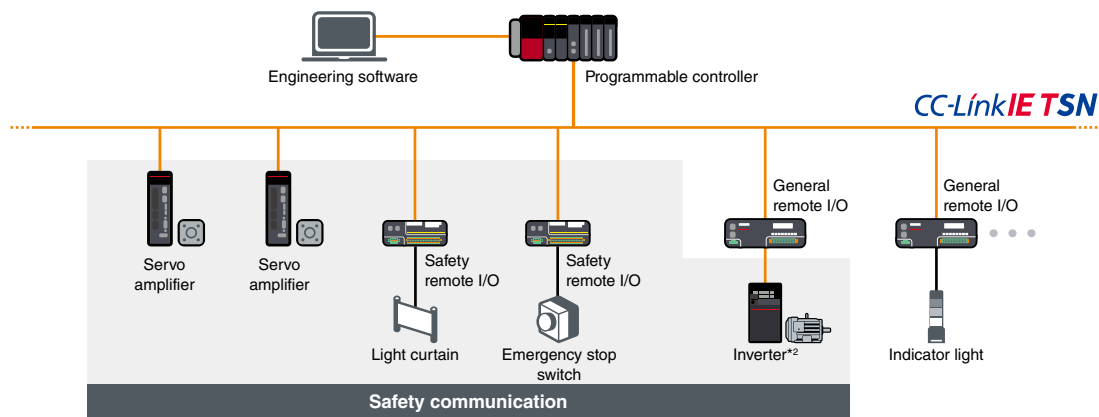 Engineering software
Programmable controller
CC-Línk IE TSN
General
remote I/O
General
remote I/O
Servo
amplifier
Servo
amplifier
Safety
remote I/O
Safety
remote I/O
Light curtain
Emergency stop
switch
Inverter*2
Indicator light
Safety communication